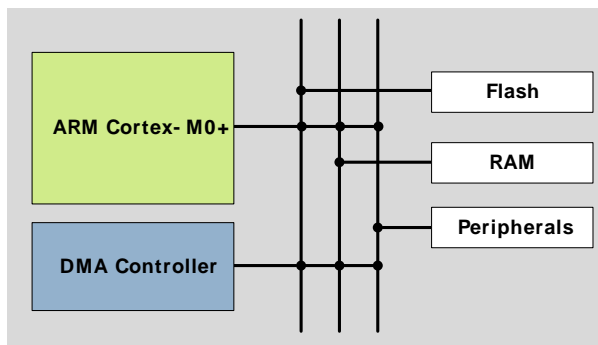 Flash
ARM Cortex- M0+
RAM
Peripherals
DMA Controller